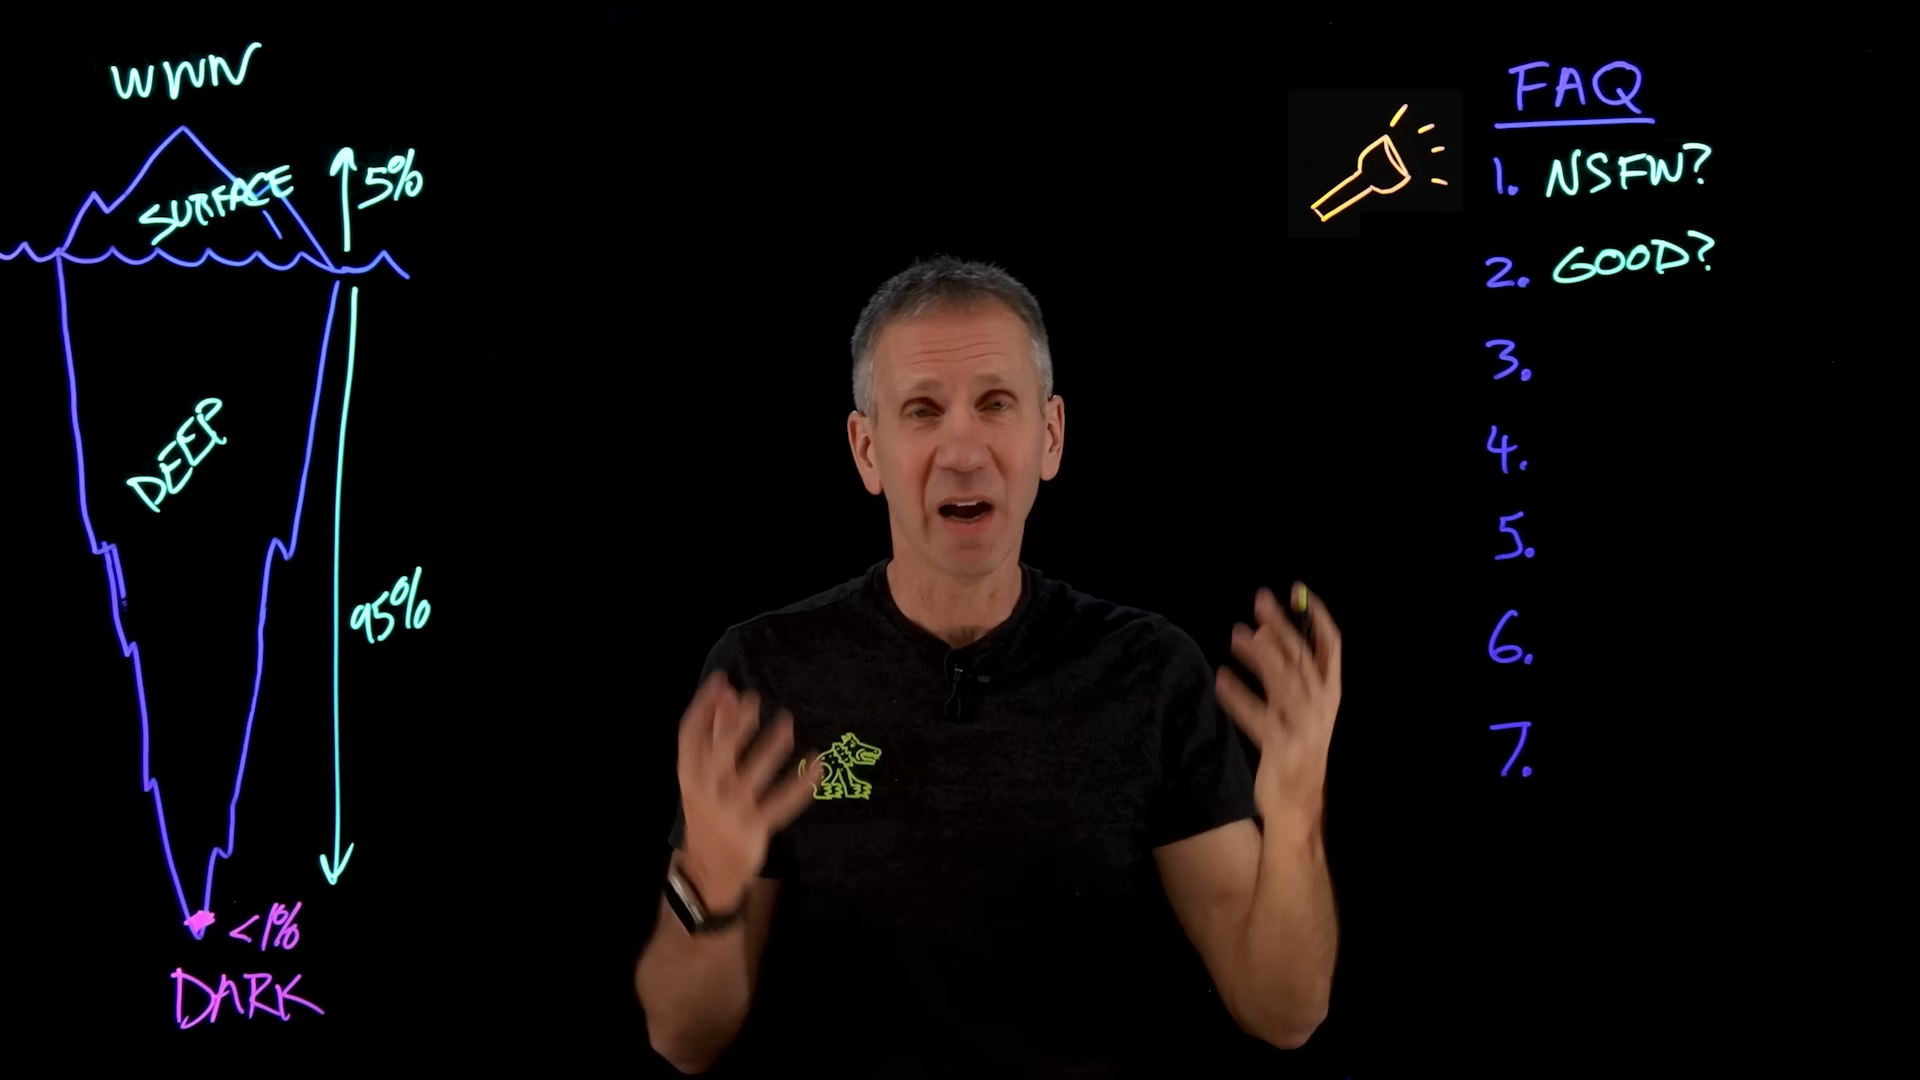 WWW
SURFACE
5%
DEEP
95%
<1%
DARK
FAQ
1. NSFW?
2. GOOD?
3.
4.
5.
6.
7.